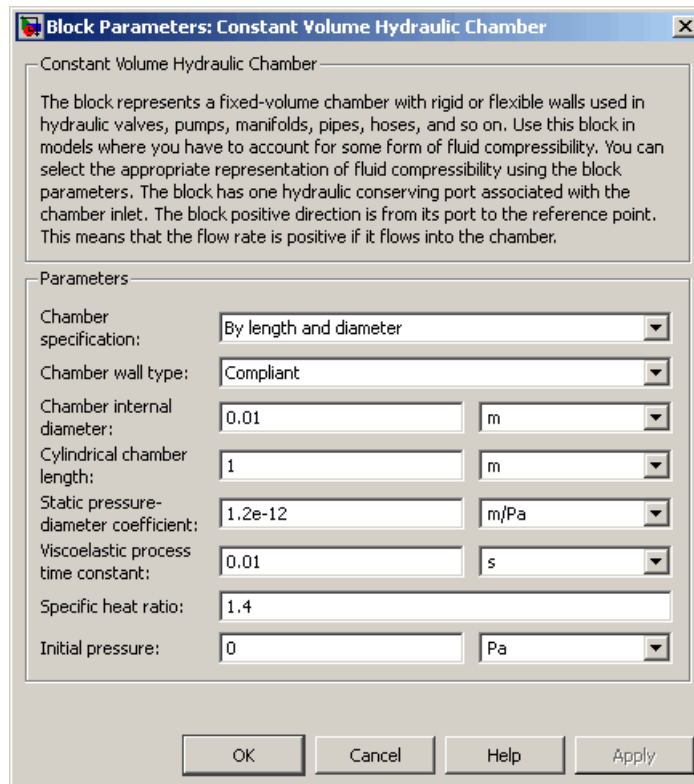 Block Parameters: Constant Volume Hydraulic Chamber
Constant Volume Hydraulic Chamber
The block represents a fixed-volume chamber with rigid or flexible walls used in
hydraulic valves, pumps, manifolds, pipes, hoses, and so on. Use this block in
models where you have to account for some form of fluid compressibility. You can
select the appropriate representation of fluid compressibility using the block
parameters. The block has one hydraulic conserving port associated with the
chamber inlet. The block positive direction is from its port to the reference point.
This means that the flow rate is positive if it flows into the chamber.
Parameters
Chamber
specification:
By length and diameter
Chamber wall type:
Compliant
Chamber internal
diameter:
0.01
m
Cylindrical chamber
length:
1
m
Static pressure-
diameter coefficient:
1.2e-12
m/Pa
Viscoelastic process
time constant:
0.01
s
Specific heat ratio:
1.4
Initial pressure:
0
Pa
OK
Cancel
Help
Apply